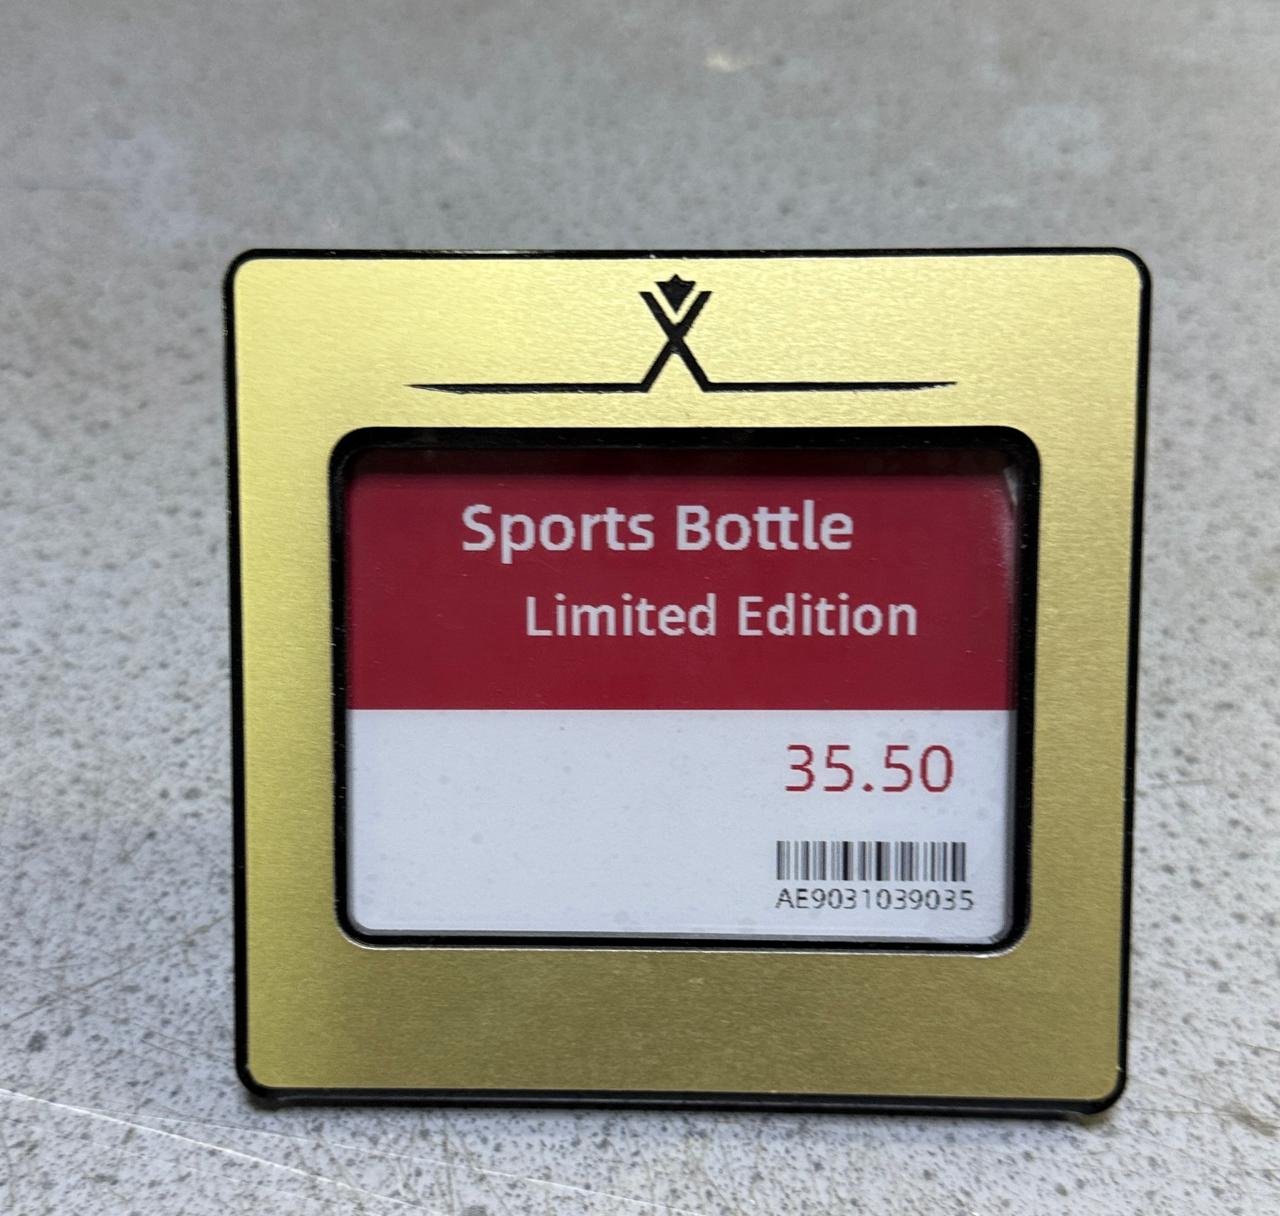 Sports Bottle
Limited Edition
35.50
AE9031039035